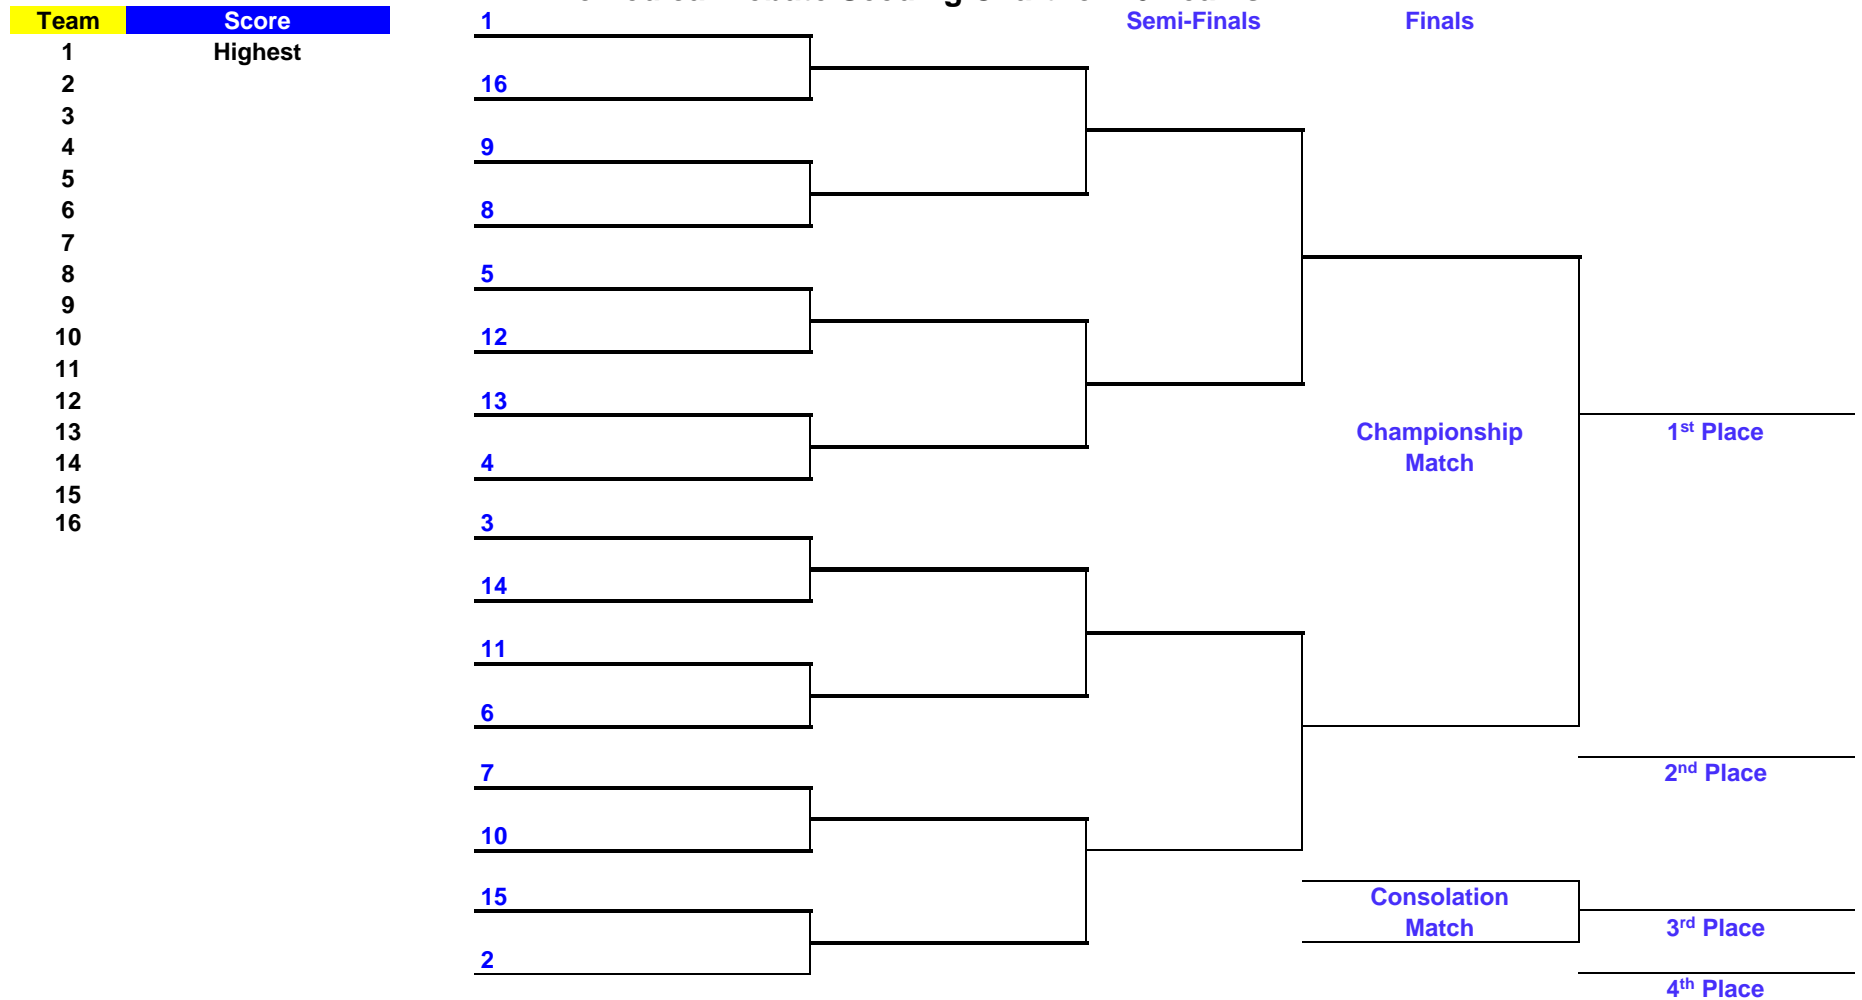 Team Score
1 Highest
2
3
4
5
6
7
8
9
10
11
12
13
14
15
16
1
16
9
8
5
12
13
4
3
14
11
6
7
10
15
2
Semi-Finals
Finals
Championship
Match
1st Place
2nd Place
Consolation
Match
3rd Place
4th Place